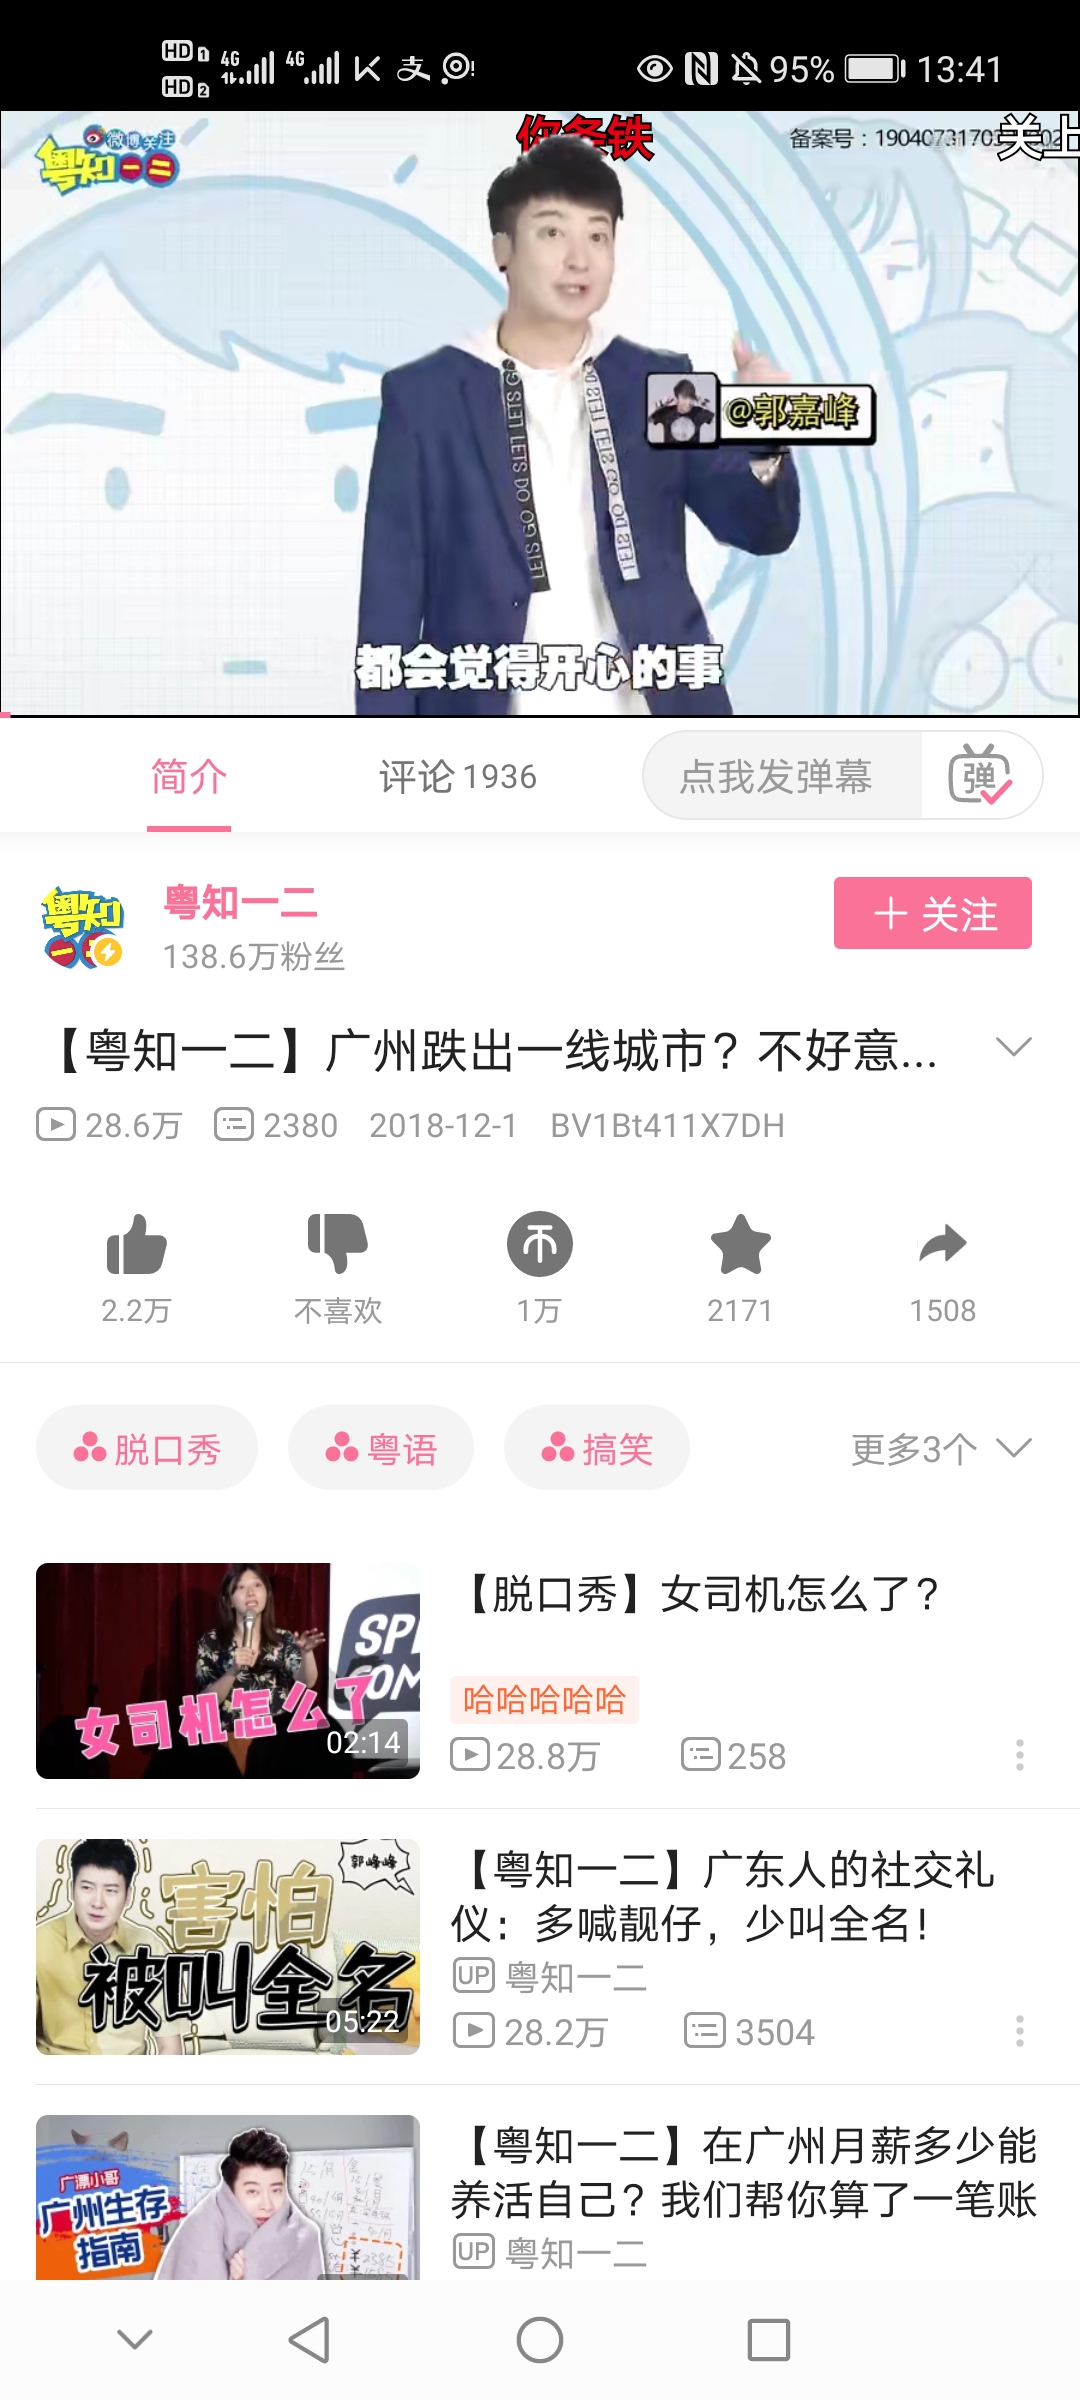 HD 1
HD 2
4G
4G
95%
13:41
微博关注
粤知一二
你条铁
备案号：
关
@郭嘉峰
LEIS GO
都会觉得开心的事
简介
评论 1936
点我发弹幕
弹
粤知一二
粤知一二
138.6万粉丝
关注
【粤知一二】广州跌出一线城市？不好意...
28.6万
2380
2018-12-1
BV1Bt411X7DH
2.2万
不喜欢
1万
2171
1508
脱口秀
粤语
搞笑
更多3个
女司机怎么了
02:14
【脱口秀】女司机怎么了？
哈哈哈哈哈
28.8万
258
郭峰峰
害怕
被叫全名
05:22
【粤知一二】广东人的社交礼
仪：多喊靓仔，少叫全名！
UP 粤知一二
28.2万
3504
广漂小哥
广州生存
指南
【粤知一二】在广州月薪多少能
养活自己？我们帮你算了一笔账
UP 粤知一二